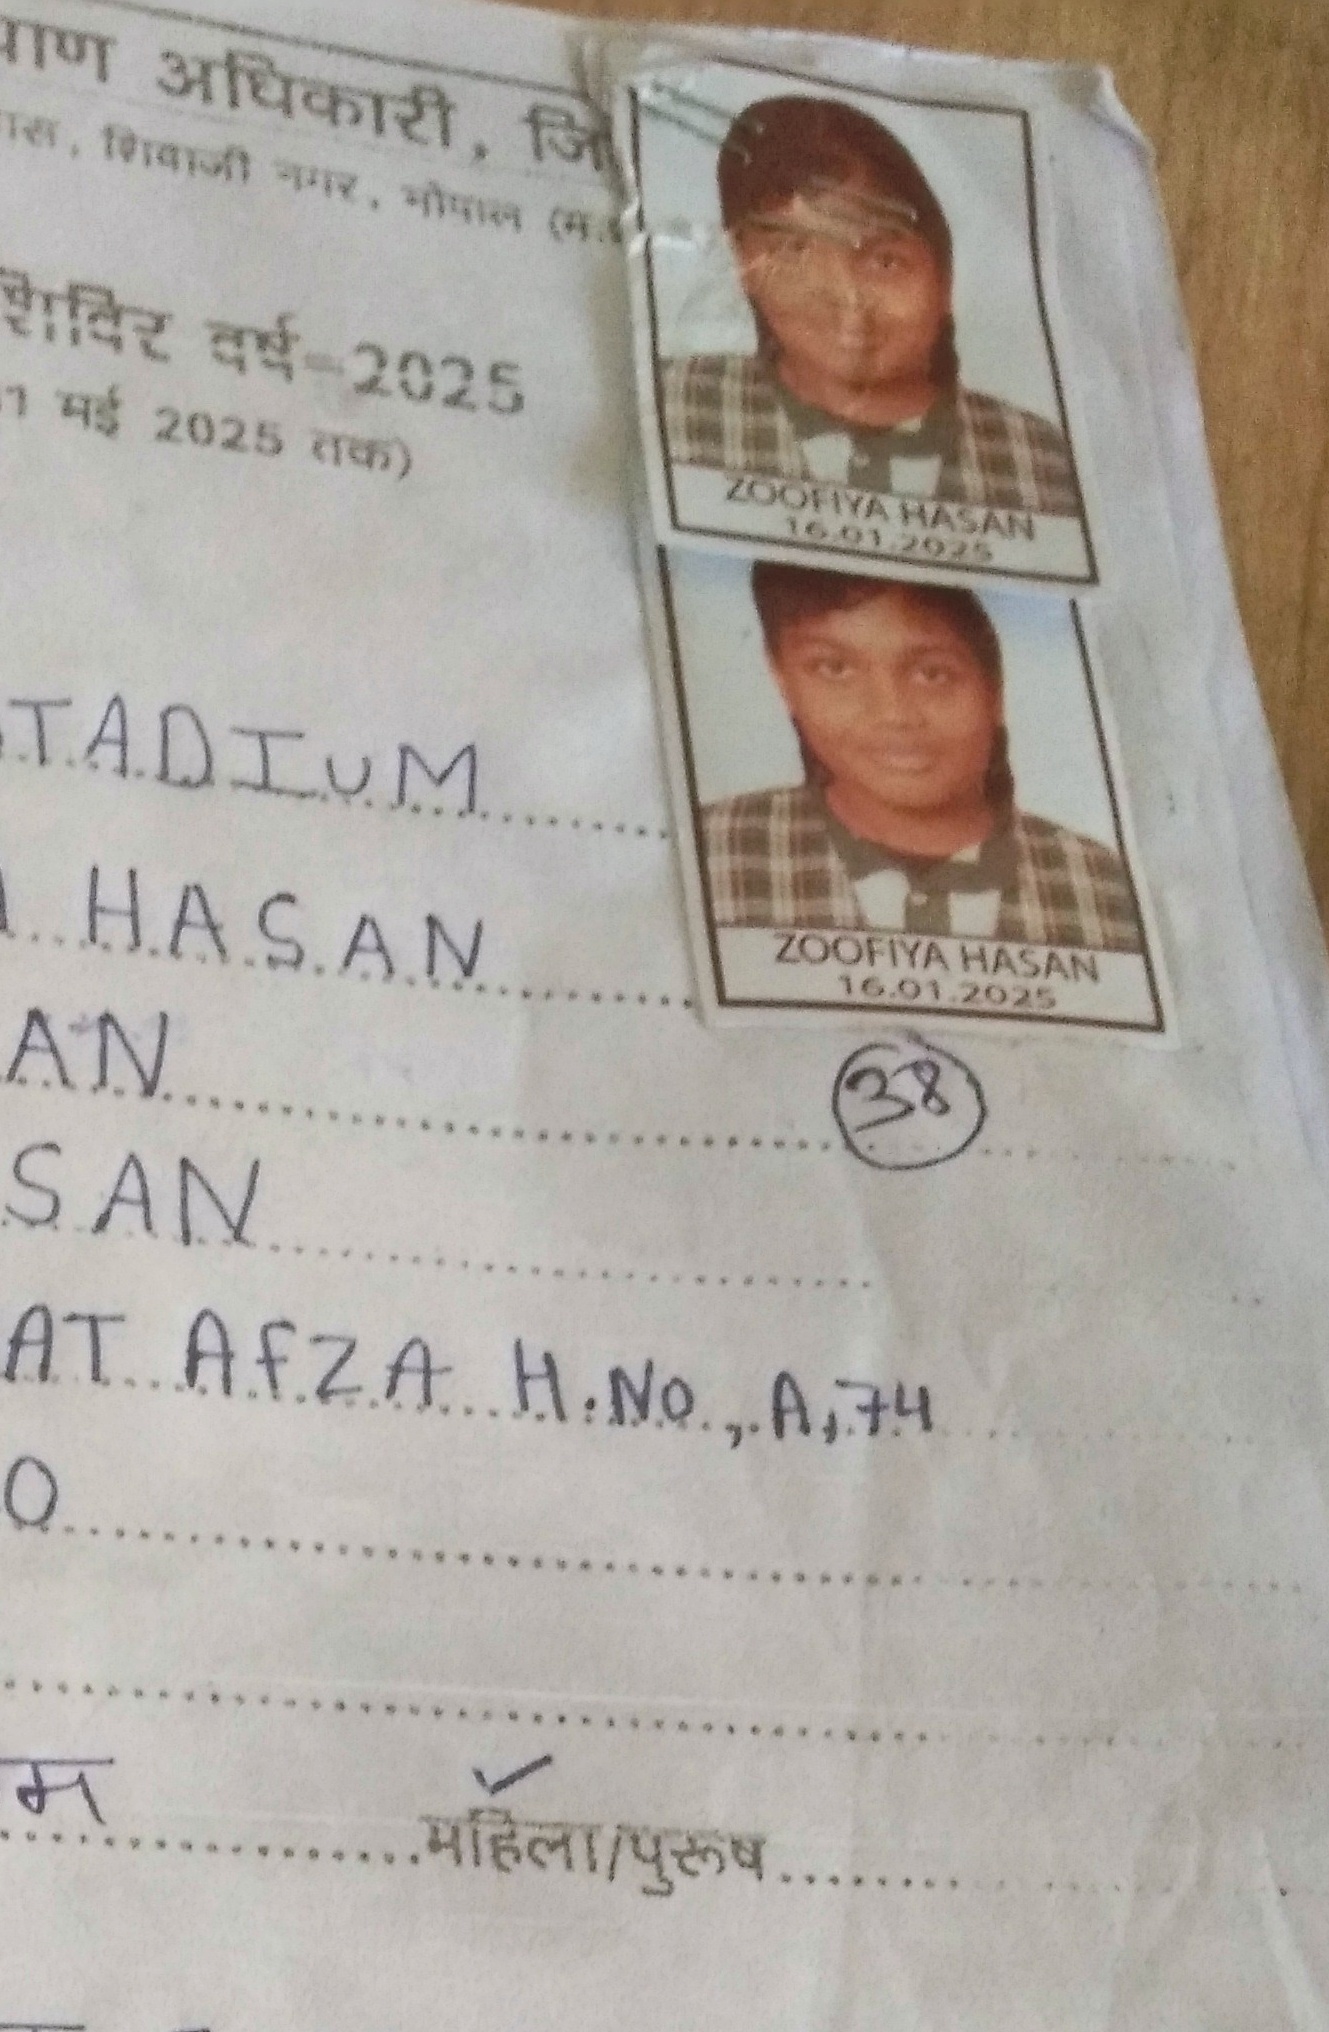 अधिकारी, जि
शिवाजी नगर, भोपाल (म.
शिविर वर्ष-2025
मई 2025 तक)
ZOOFIYA HASAN
16.01.2025
ZOOFIYA HASAN
16.01.2025
TADIUM
HASAN
38
AN
SAN
AT AFZA H.NO., A, 74
O
म
✓
महिला/पुरूष